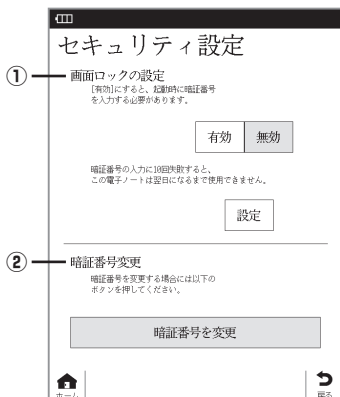 セキュリティ設定
① 画面ロックの設定
[有効]にすると、起動時に暗証番号
を入力する必要があります。
有効 無効
暗証番号の入力に10回失敗すると、
この電子ノートは翌日になるまで使用できません。
設定
② 暗証番号変更
暗証番号を変更する場合には以下の
ボタンを押してください。
暗証番号を変更
ホーム 戻る